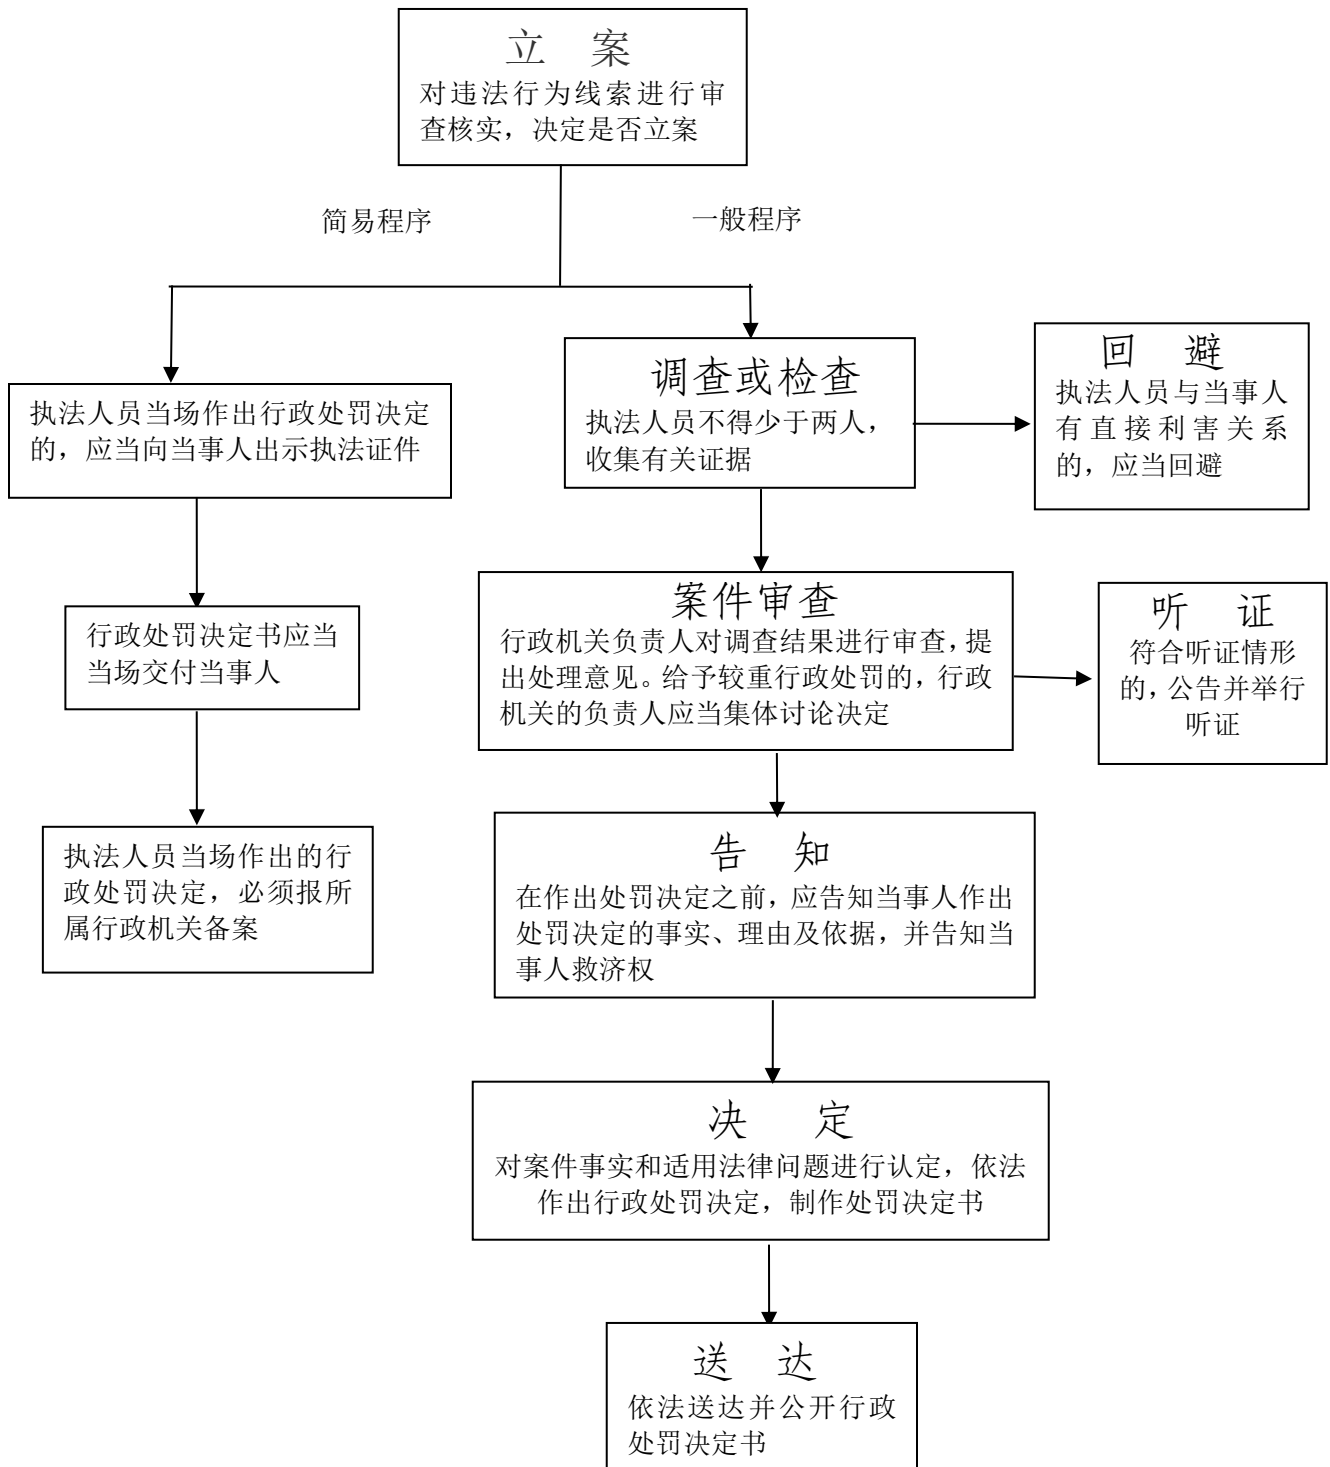 立 案
对违法行为线索进行审
查核实，决定是否立案
简易程序
一般程序
执法人员当场作出行政处罚决定
的，应当向当事人出示执法证件
行政处罚决定书应当
当场交付当事人
执法人员当场作出的行
政处罚决定，必须报所
属行政机关备案
调查或检查
执法人员不得少于两人，
收集有关证据
回 避
执法人员与当事人
有直接利害关系
的，应当回避
案件审查
行政机关负责人对调查结果进行审查，提
出处理意见。给予较重行政处罚的，行政
机关的负责人应当集体讨论决定
听 证
符合听证情形
的，公告并举行
听证
告 知
在作出处罚决定之前，应告知当事人作出
处罚决定的事实、理由及依据，并告知当
事人救济权
决 定
对案件事实和适用法律问题进行认定，依法
作出行政处罚决定，制作处罚决定书
送 达
依法送达并公开行政
处罚决定书